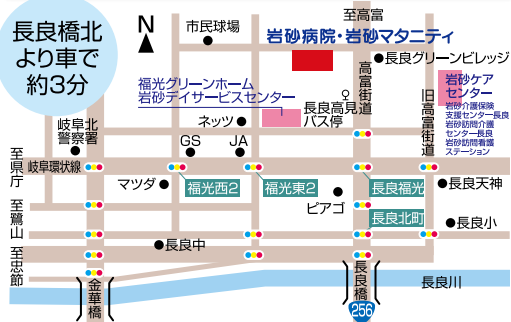 長良橋北
より車で
約3分
N
至高富
市民球場
岩砂病院・岩砂マタニティ
長良グリーンビレッジ
福光グリーンホーム
岩砂デイサービスセンター
高富街道
長良高見
バス停
旧高富街道
岩砂ケア
センター
岩砂介護保険
支援センター長良
岩砂訪問介護
センター長良
岩砂訪問看護
ステーション
岐阜北
警察署
ネッツ
GS
JA
至県庁
岐阜環状線
マツダ
福光西2
福光東2
ピアゴ
長良福光
長良天神
至鷺山
長良北町
長良小
長良中
至忠節
金華橋
長良橋
長良川
256